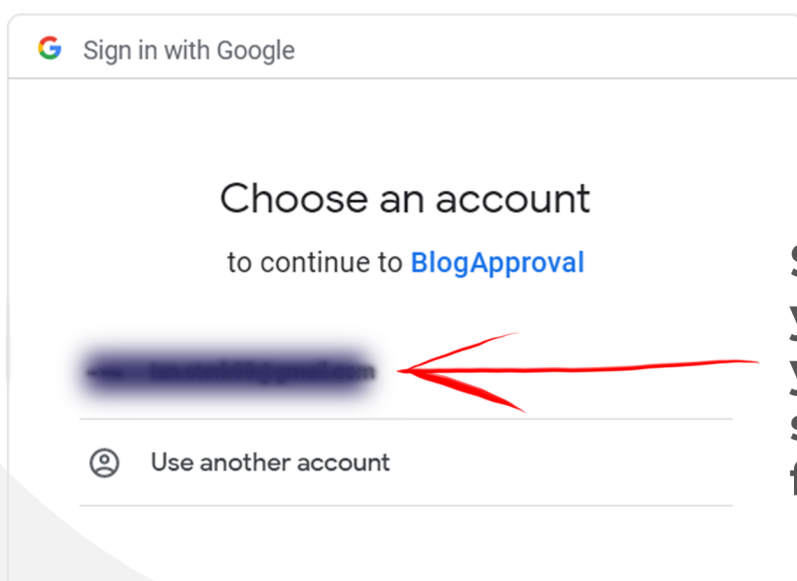 Sign in with Google
Choose an account
to continue to BlogApproval
Use another account